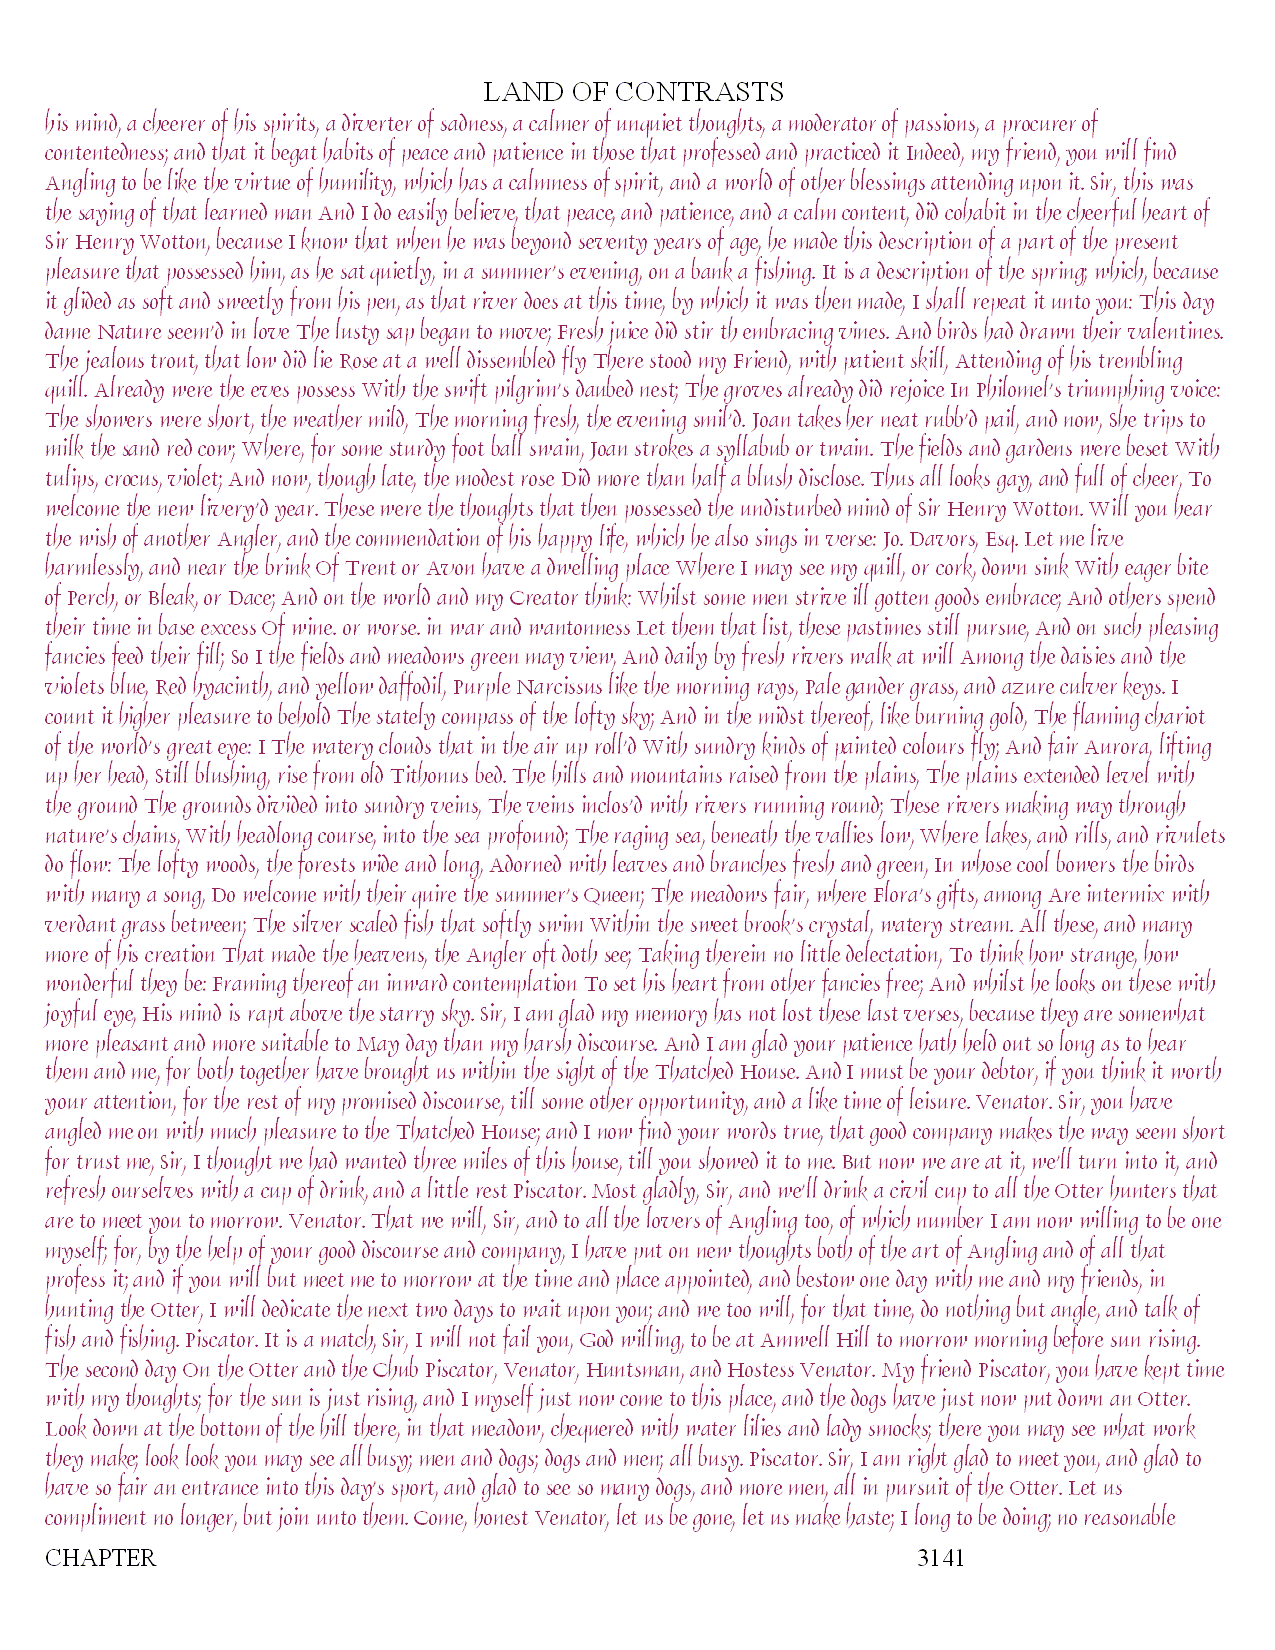 LAND OF CONTRASTS
his mind, a cheerer of his spirits, a diverter of sadness, a calmer of unquiet thoughts, a moderator of passions, a procurer of
contentedness; and that it begat habits of peace and patience in those that professed and practiced it Indeed, my friend, you will find
Angling to be like the virtue of humility, which has a calmness of spirit, and a world of other blessings attending upon it. Sir, this was
the saying of that learned man And I do easily believe, that peace, and patience, and a calm content, did cohabit in the cheerful heart of
Sir Henry Wotton, because I know that when he was beyond seventy years of age, he made this description of a part of the present
pleasure that possessed him, as he sat quietly, in a summer's evening, on a bank a fishing. It is a description of the spring; which, because
it glided as soft and sweetly from his pen, as that river does at this time, by which it was then made, I shall repeat it unto you: This day
dame Nature seem'd in love The lusty sap began to move; Fresh juice did stir th embracing vines. And birds had drawn their valentines.
The jealous trout, that low did lie Rose at a well dissembled fly There stood my Friend, with patient skill, Attending of his trembling
quill. Already were the eves possess With the swift pilgrim's daubed nest; The groves already did rejoice In Philomel's triumphing voice:
The showers were short, the weather mild, The morning fresh, the evening smil'd. Joan takes her neat rubb'd pail, and now, She trips to
milk the sand red cow; Where, for some sturdy foot ball swain, Joan strokes a syllabub or twain. The fields and gardens were beset With
tulips, crocus, violet; And now, though late, the modest rose Did more than half a blush disclose. Thus all looks gay, and full of cheer, To
welcome the new livery'd year. These were the thoughts that then possessed the undisturbed mind of Sir Henry Wotton. Will you hear
the wish of another Angler, and the commendation of his happy life, which he also sings in verse: Jo. Davors, Esq. Let me live
harmlessly, and near the brink Of Trent or Avon have a dwelling place Where I may see my quill, or cork, down sink With eager bite
of Perch, or Bleak, or Dace; And on the world and my Creator think: Whilst some men strive ill gotten goods embrace; And others spend
their time in base excess Of wine. or worse. in war and wantonness Let them that list, these pastimes still pursue, And on such pleasing
fancies feed their fill; So I the fields and meadows green may view, And daily by fresh rivers walk at will Among the daisies and the
violets blue, Red hyacinth, and yellow daffodil, Purple Narcissus like the morning rays, Pale gander grass, and azure culver keys. I
count it higher pleasure to behold The stately compass of the lofty sky; And in the midst thereof, like burning gold, The flaming chariot
of the world's great eye: I The watery clouds that in the air up roll'd With sundry kinds of painted colours fly; And fair Aurora, lifting
up her head, Still blushing, rise from old Tithonus bed. The hills and mountains raised from the plains, The plains extended level with
the ground The grounds divided into sundry veins, The veins inclos'd with rivers running round; These rivers making way through
nature's chains, With headlong course, into the sea profound; The raging sea, beneath the vallies low, Where lakes, and rills, and rivulets
do flow: The lofty woods, the forests wide and long, Adorned with leaves and branches fresh and green, In whose cool bowers the birds
with many a song, Do welcome with their quire the summer's Queen; The meadows fair, where Flora's gifts, among Are intermix with
verdant grass between; The silver scaled fish that softly swim Within the sweet brook's crystal, watery stream. All these, and many
more of his creation That made the heavens, the Angler oft doth see; Taking therein no little delectation, To think how strange, how
wonderful they be: Framing thereof an inward contemplation To set his heart from other fancies free; And whilst he looks on these with
joyful eye, His mind is rapt above the starry sky. Sir, I am glad my memory has not lost these last verses, because they are somewhat
more pleasant and more suitable to May day than my harsh discourse. And I am glad your patience hath held out so long as to hear
them and me, for both together have brought us within the sight of the Thatched House. And I must be your debtor, if you think it worth
your attention, for the rest of my promised discourse, till some other opportunity, and a like time of leisure. Venator. Sir, you have
angled me on with much pleasure to the Thatched House; and I now find your words true, that good company makes the way seem short
for trust me, Sir, I thought we had wanted three miles of this house, till you showed it to me. But now we are at it, we'll turn into it, and
refresh ourselves with a cup of drink, and a little rest Piscator. Most gladly, Sir, and we'll drink a civil cup to all the Otter hunters that
are to meet you to morrow. Venator. That we will, Sir, and to all the lovers of Angling too, of which number I am now willing to be one
myself; for, by the help of your good discourse and company, I have put on new thoughts both of the art of Angling and of all that
profess it; and if you will but meet me to morrow at the time and place appointed, and bestow one day with me and my friends, in
hunting the Otter, I will dedicate the next two days to wait upon you; and we too will, for that time, do nothing but angle, and talk of
fish and fishing. Piscator. It is a match, Sir, I will not fail you, God willing, to be at Amwell Hill to morrow morning before sun rising.
The second day On the Otter and the Chub Piscator, Venator, Huntsman, and Hostess Venator. My friend Piscator, you have kept time
with my thoughts; for the sun is just rising, and I myself just now come to this place, and the dogs have just now put down an Otter.
Look down at the bottom of the hill there, in that meadow, chequered with water lilies and lady smocks; there you may see what work
they make; look look you may see all busy; men and dogs; dogs and men; all busy. Piscator. Sir, I am right glad to meet you, and glad to
have so fair an entrance into this day's sport, and glad to see so many dogs, and more men, all in pursuit of the Otter. Let us
compliment no longer, but join unto them. Come, honest Venator, let us be gone, let us make haste; I long to be doing; no reasonable
CHAPTER 3141